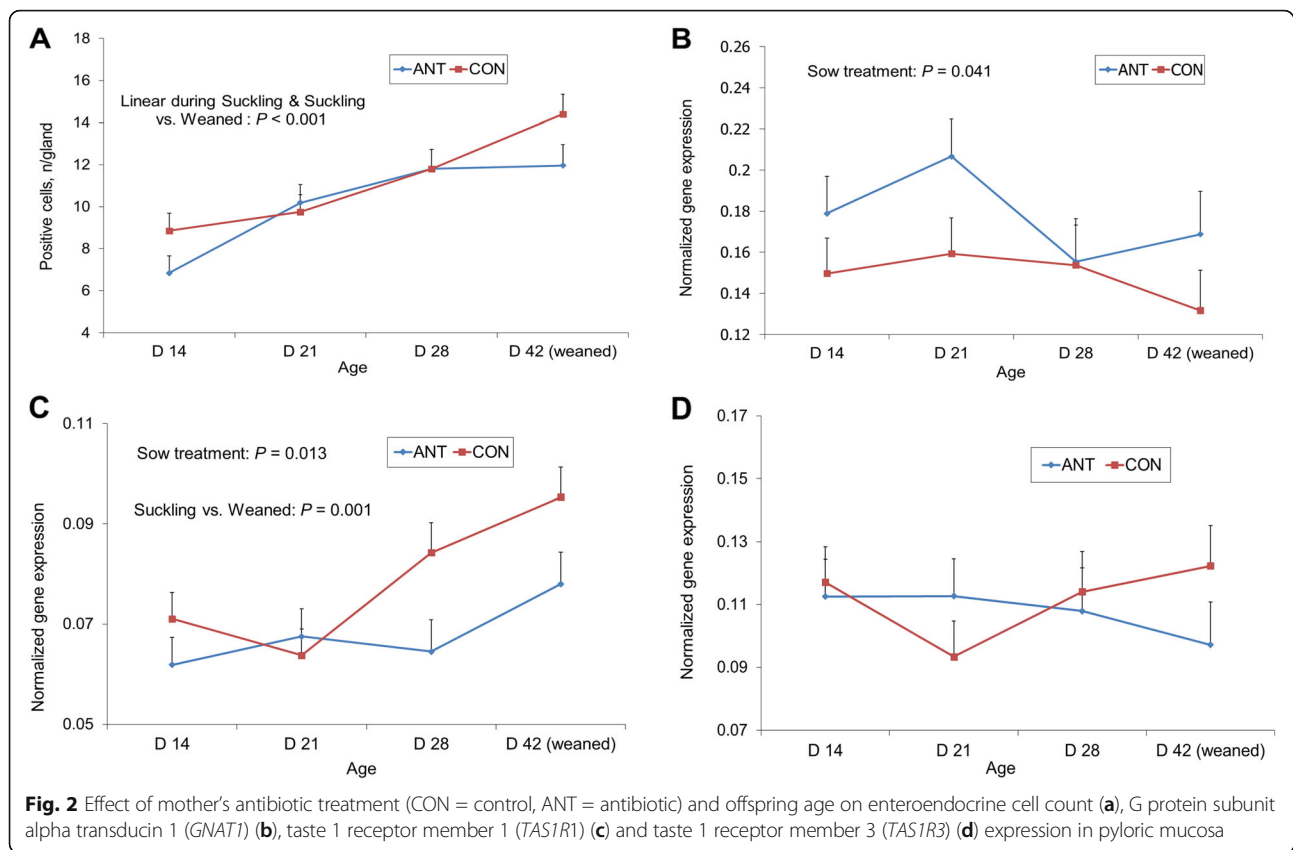 A
ANT CON
Linear during Suckling & Suckling
vs. Weaned : P < 0.001
Positive cells, n/gland
16
14
12
10
8
6
4
D 14 D 21 D 28 D 42 (weaned)
Age
B
ANT CON
Sow treatment: P = 0.041
Normalized gene expression
0.26
0.24
0.22
0.2
0.18
0.16
0.14
0.12
D 14 D 21 D 28 D 42 (weaned)
Age
C
ANT CON
Sow treatment: P = 0.013
Suckling vs. Weaned: P = 0.001
Normalized gene expression
0.11
0.09
0.07
0.05
D 14 D 21 D 28 D 42 (weaned)
Age
D
ANT CON
Normalized gene expression
0.17
0.15
0.13
0.11
0.09
0.07
D 14 D 21 D 28 D 42 (weaned)
Age
Fig. 2 Effect of mother's antibiotic treatment (CON = control, ANT = antibiotic) and offspring age on enteroendocrine cell count (a), G protein subunit
alpha transducin 1 (GNAT1) (b), taste 1 receptor member 1 (TAS1R1) (c) and taste 1 receptor member 3 (TAS1R3) (d) expression in pyloric mucosa